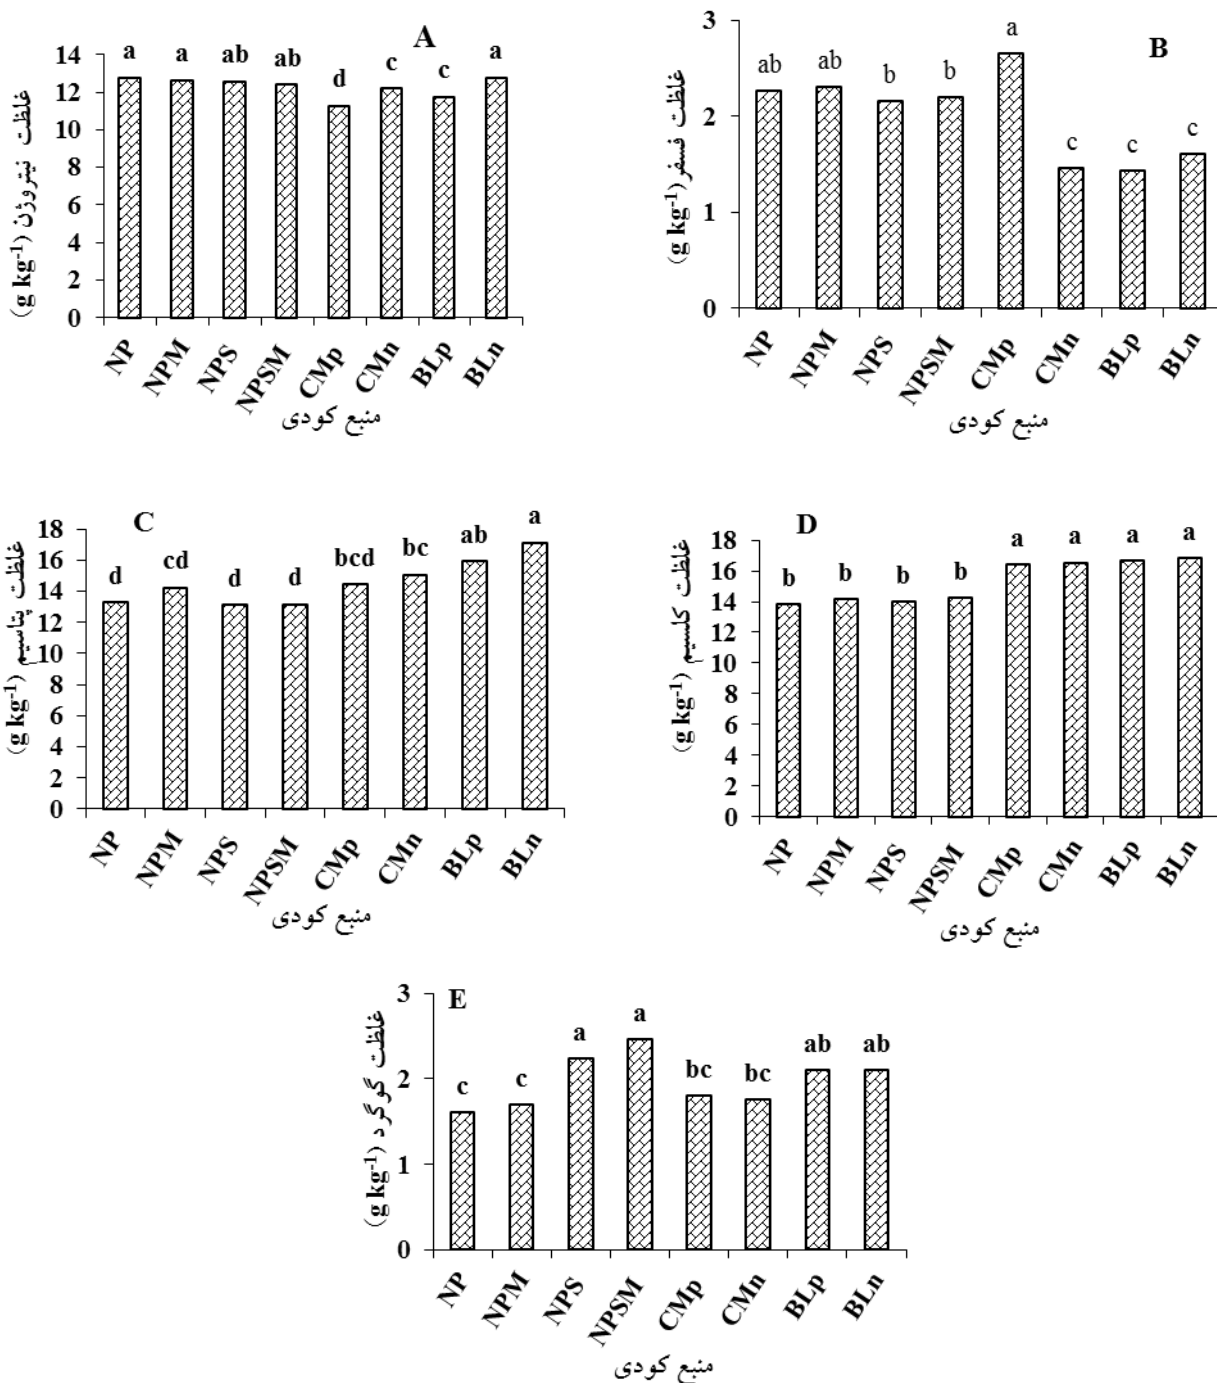 A
غلظت نیتروژن (g kg-1)
14
12
10
8
6
4
2
0
a a ab ab d c c a
NP NPM NPS NPSM CMp CMn BLp BLn
منبع کودی
B
غلظت فسفر (g kg-1)
3
2
1
0
ab ab b b a c c c
NP NPM NPS NPSM CMp CMn BLp BLn
منبع کودی
C
غلظت پتاسیم (g kg-1)
18
16
14
12
10
8
6
4
2
0
d cd d d bcd bc ab a
NP NPM NPS NPSM CMp CMn BLp BLn
منبع کودی
D
غلظت کلسیم (g kg-1)
18
16
14
12
10
8
6
4
2
0
b b b b a a a a
NP NPM NPS NPSM CMp CMn BLp BLn
منبع کودی
E
غلظت گوگرد (g kg-1)
3
2
1
0
c c a a bc bc ab ab
NP NPM NPS NPSM CMp CMn BLp BLn
منبع کودی